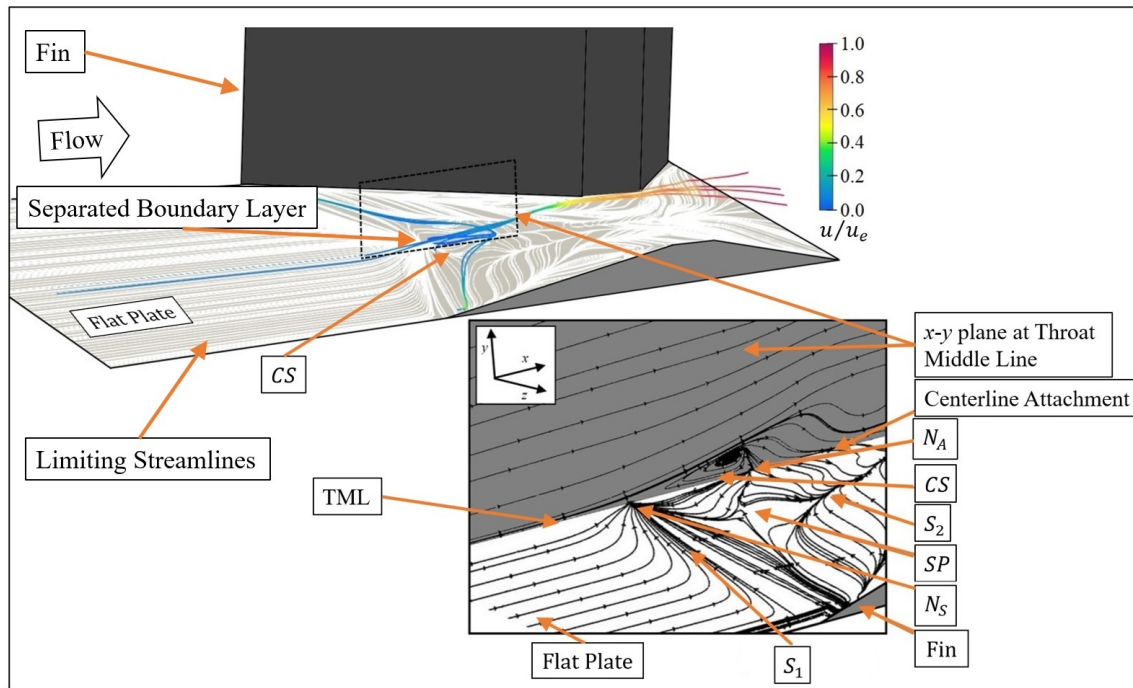 Fin
Flow
Separated Boundary Layer
Flat Plate
CS
Limiting Streamlines
1.0
0.8
0.6
0.4
0.2
0.0
u/u_e
x-y plane at Throat
Middle Line
Centerline Attachment
N_A
CS
S_2
SP
N_S
Fin
TML
y
x
z
Flat Plate
S_1